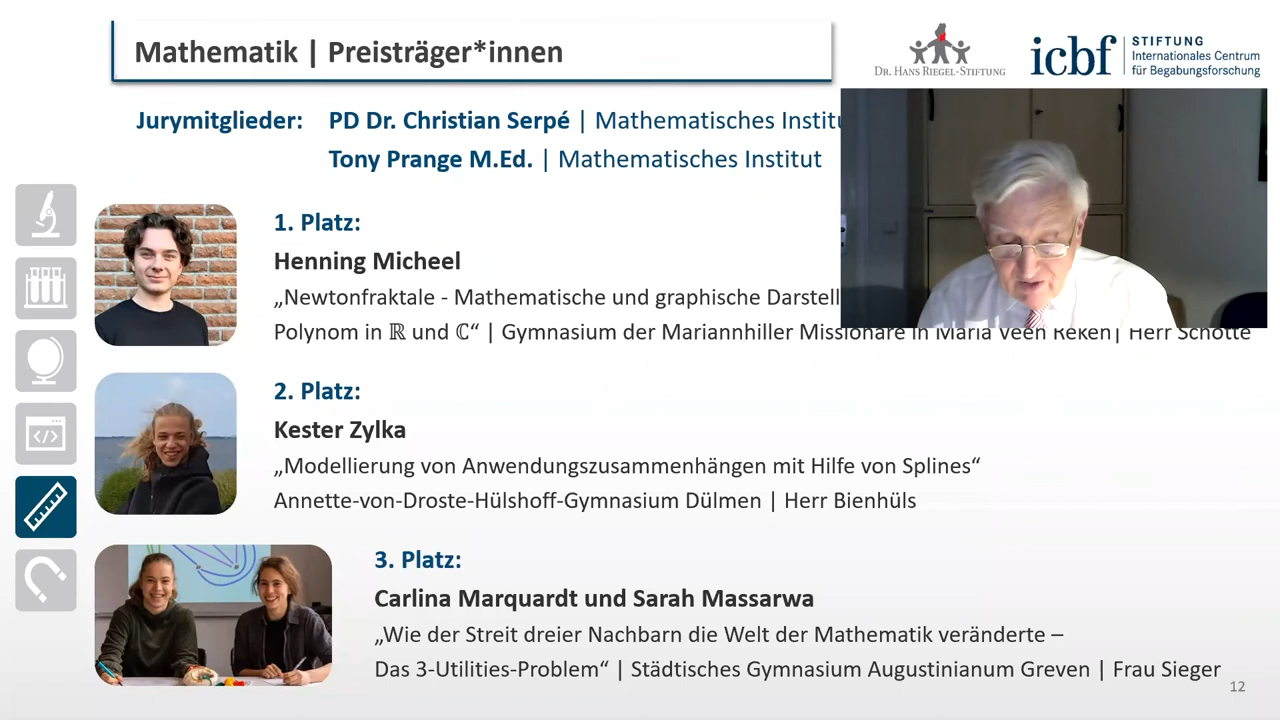 Mathematik | Preisträger*innen
DR. HANS RIEGEL-STIFTUNG
icbf
STIFTUNG
Internationales Centrum
für Begabungsforschung
Jurymitglieder: PD Dr. Christian Serpé | Mathematisches
Tony Prange M.Ed. | Mathematisches Institut
1. Platz:
Henning Micheel
„Newtonfraktale - Mathematische und graphische
Polynom in ℝ und ℂ“ | Gymnasium der Mariannhiller Missionare in Maria Veen Reken| Herr Schotte
2. Platz:
Kester Zylka
„Modellierung von Anwendungszusammenhängen mit Hilfe von Splines“
Annette-von-Droste-Hülshoff-Gymnasium Dülmen | Herr Bienhüls
3. Platz:
Carlina Marquardt und Sarah Massarwa
„Wie der Streit dreier Nachbarn die Welt der Mathematik veränderte –
Das 3-Utilities-Problem“ | Städtisches Gymnasium Augustinianum Greven | Frau Sieger
12